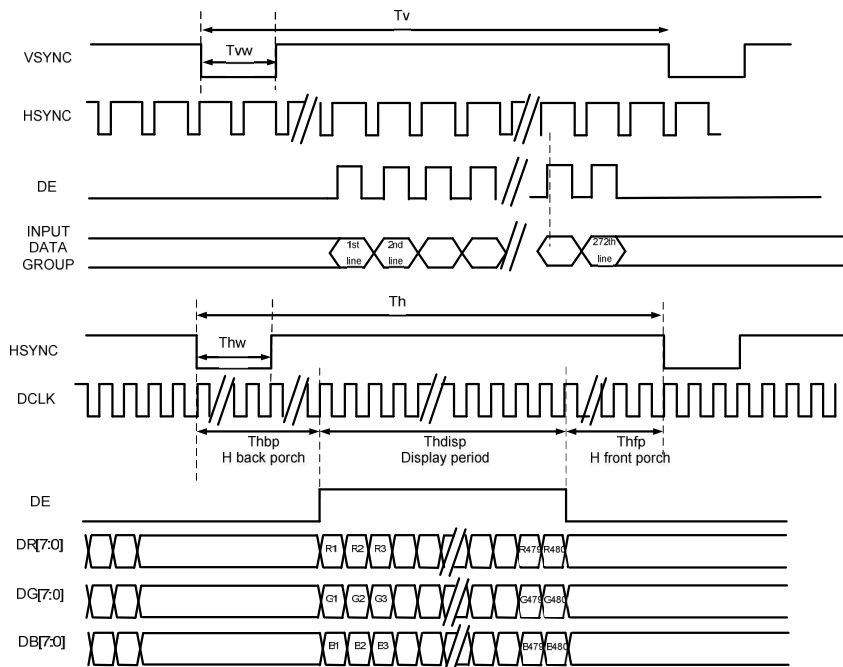 Tv
VSYNC
Tvw
HSYNC
DE
INPUT
DATA
GROUP
1st
line
2nd
line
272th
line
Th
HSYNC
Thw
DCLK
Thbp
H back porch
Thdisp
Display period
Thfp
H front porch
DE
DR[7:0]
R1 R2 R3 R479 R480
DG[7:0]
G1 G2 G3 G479 G480
DB[7:0]
B1 B2 B3 B479 B480